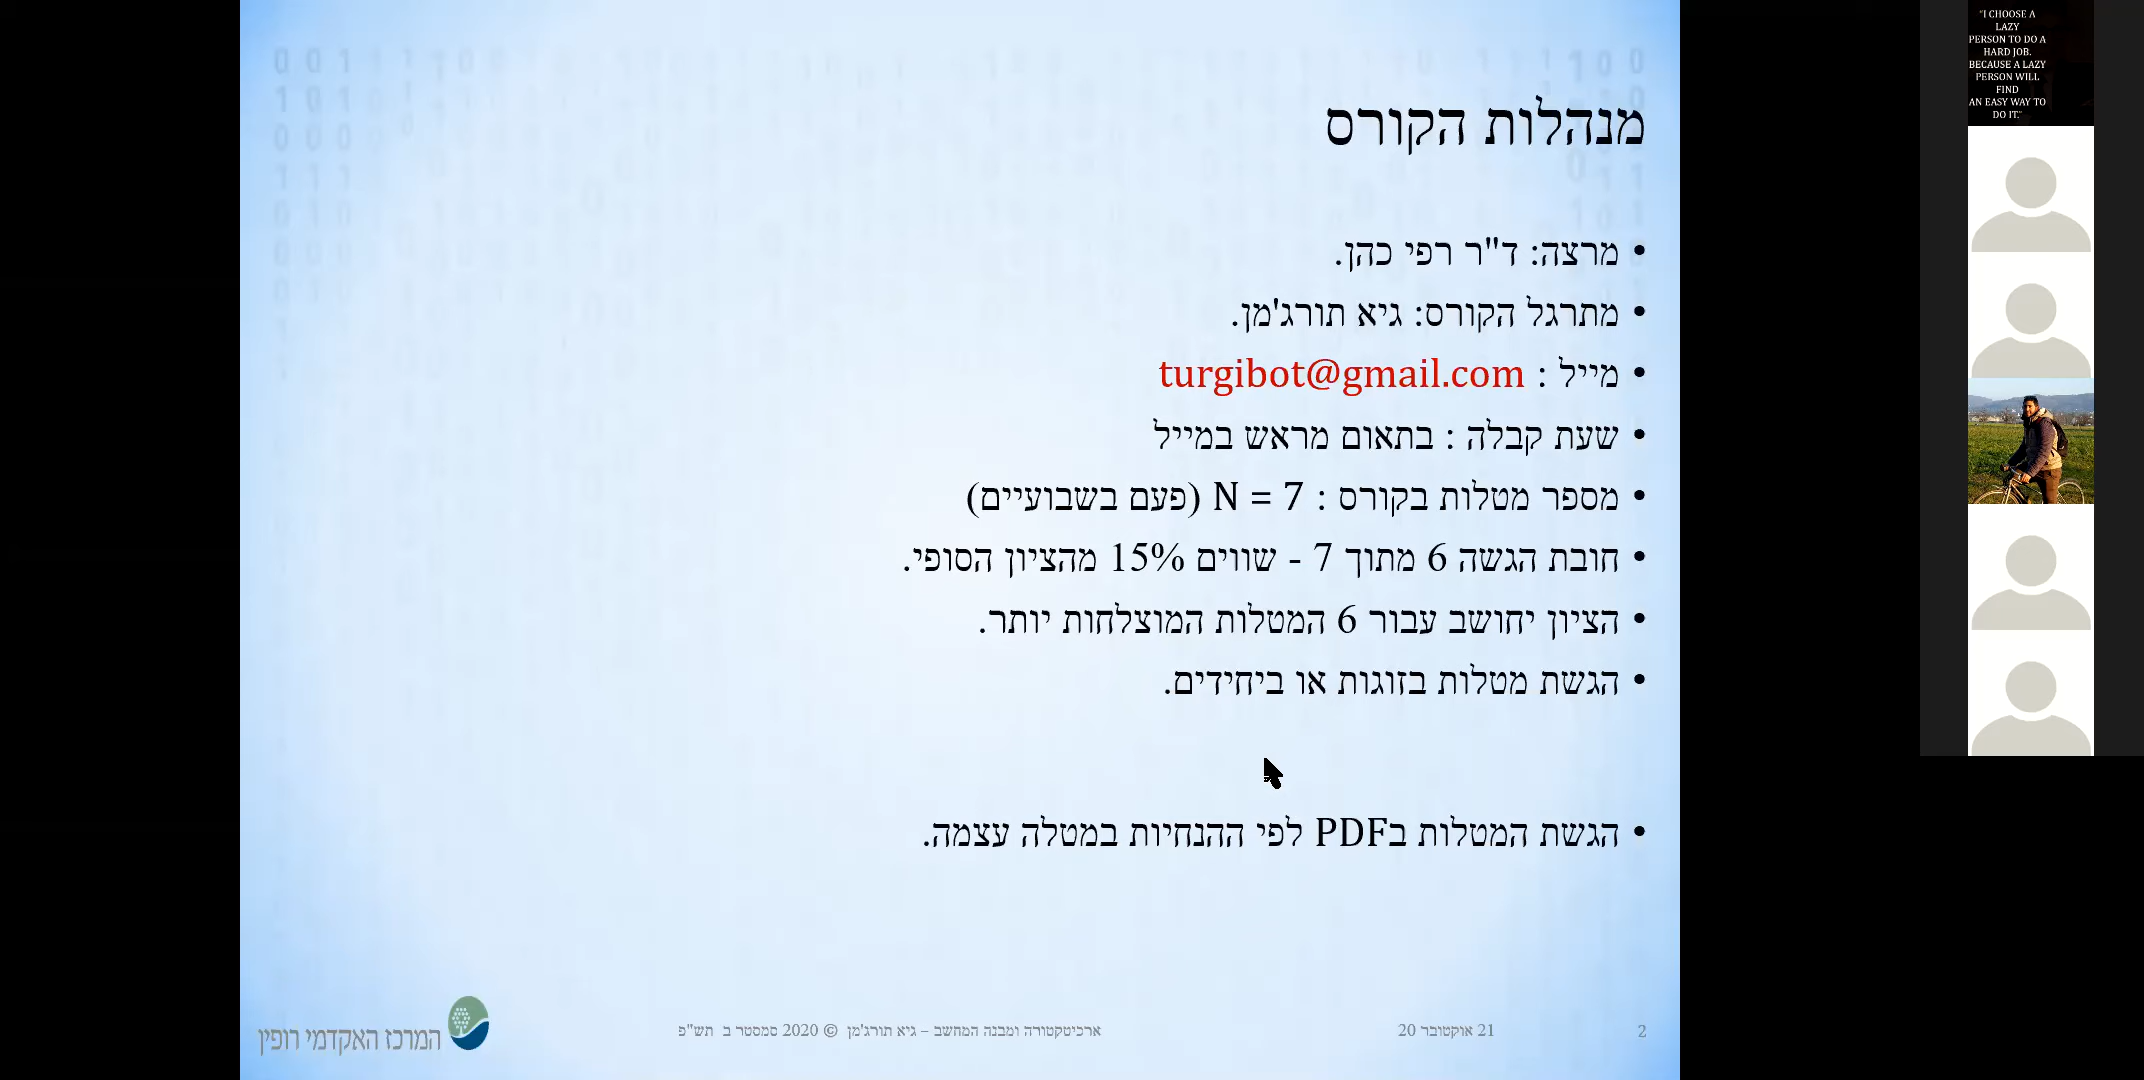 מנהלות הקורס
• מרצה: ד"ר רפי כהן.
• מתרגל הקורס: גיא תורג'מן.
• מייל : turgibot@gmail.com
• שעת קבלה : בתאום מראש במייל
• מספר מטלות בקורס : N = 7 (פעם בשבועיים)
• חובת הגשה 6 מתוך 7 - שווים 15% מהציון הסופי.
• הציון יחושב עבור 6 המטלות המוצלחות יותר.
• הגשת מטלות בזוגות או ביחידים.
• הגשת המטלות בPDF לפי ההנחיות במטלה עצמה.
2
21 אוקטובר 20
ארכיטקטורה ומבנה המחשב – גיא תורג'מן © 2020 סמסטר ב תש"פ
המרכז האקדמי רופין
"I CHOOSE A
LAZY
PERSON TO DO A
HARD JOB.
BECAUSE A LAZY
PERSON WILL
FIND
AN EASY WAY TO
DO IT."